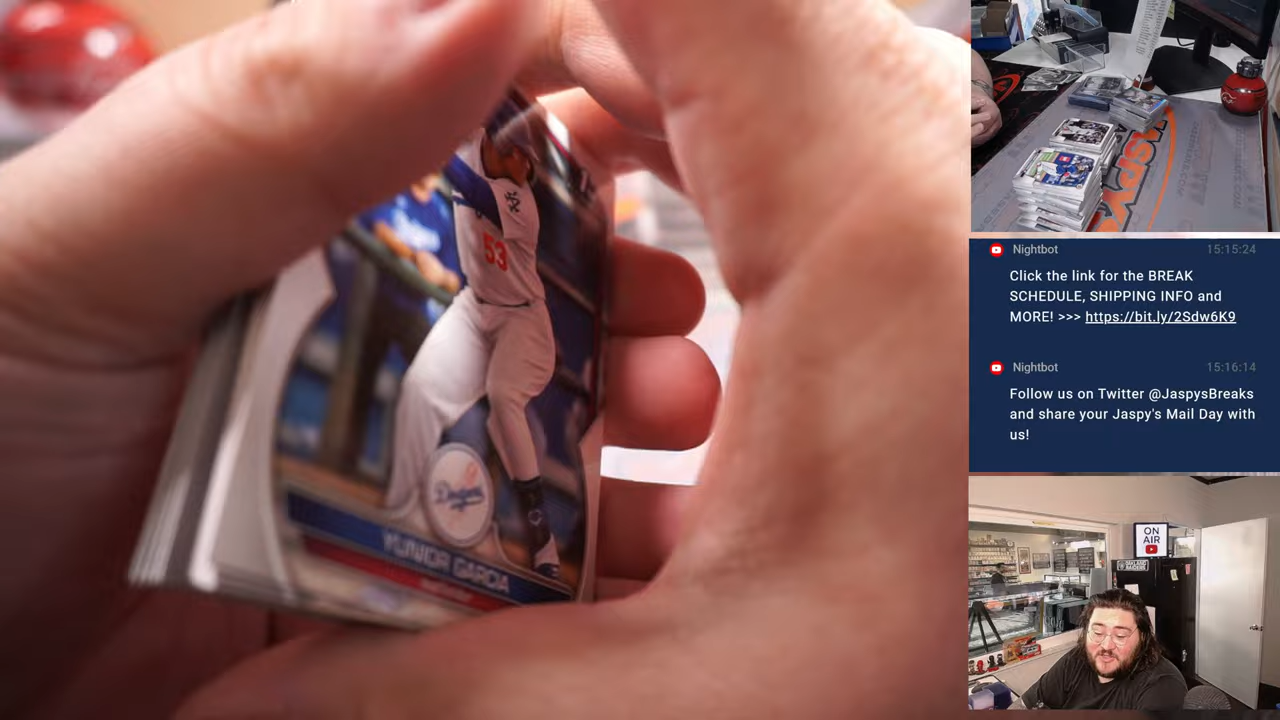 53
Dodgers
YUNIOR GARCIA
Nightbot 15:15:24
Click the link for the BREAK
SCHEDULE, SHIPPING INFO and
MORE! >>> https://bit.ly/2Sdw6K9
Nightbot 15:16:14
Follow us on Twitter @JaspysBreaks
and share your Jaspy's Mail Day with
us!
JASPY'S
ON
AIR